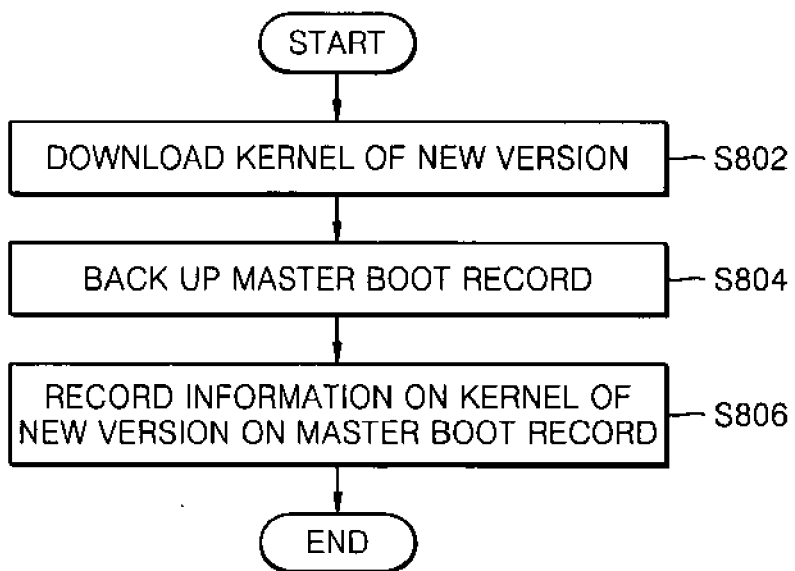 START
DOWNLOAD KERNEL OF NEW VERSION
S802
BACK UP MASTER BOOT RECORD
S804
RECORD INFORMATION ON KERNEL OF
NEW VERSION ON MASTER BOOT RECORD
S806
END